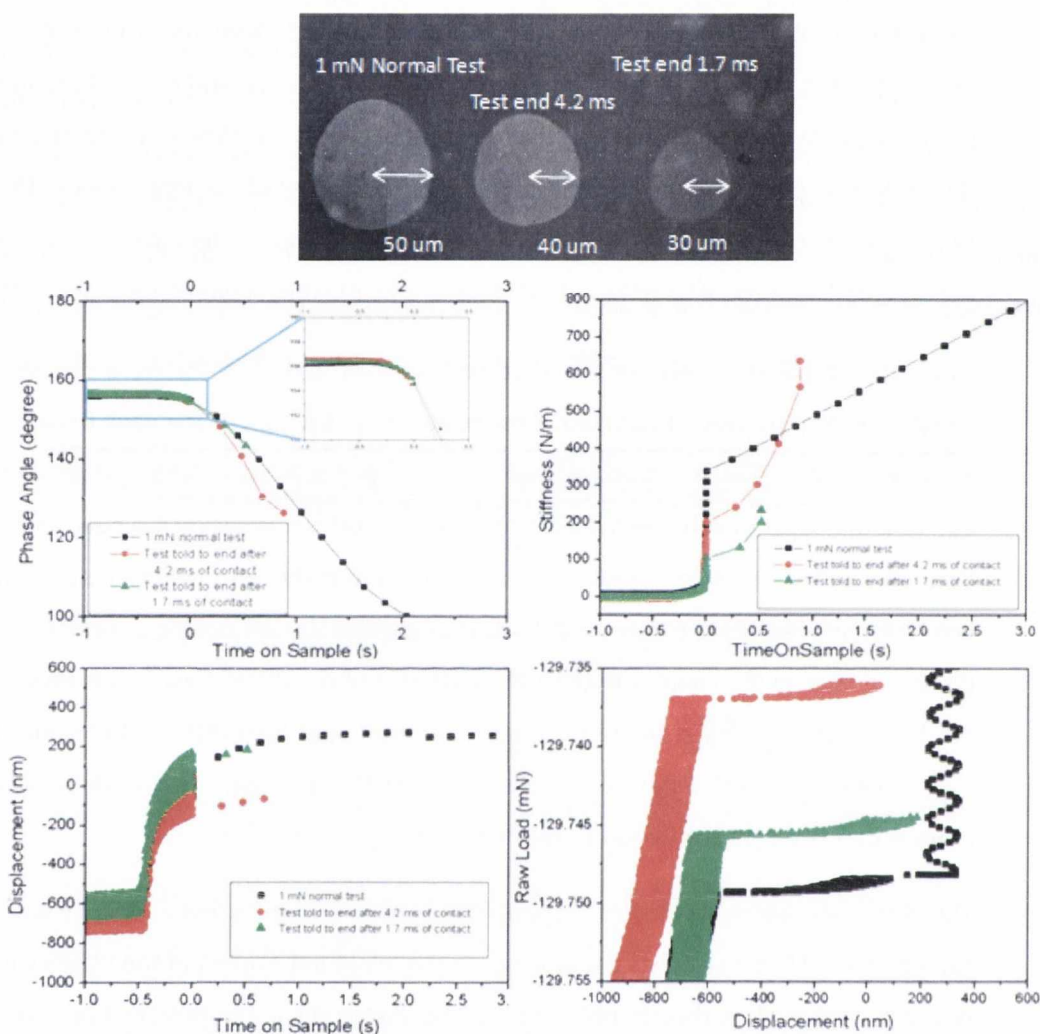 1 mN Normal Test
Test end 1.7 ms
Test end 4.2 ms
50 um
40 um
30 um
-1 0 1 2 3
180
160
140
120
100
Phase Angle (degree)
1 mN normal test
Test told to end after
4.2 ms of contact
Test told to end after
1.7 ms of contact
-1 0 1 2 3
Time on Sample (s)
800
700
600
500
400
300
200
100
0
Stiffness (N/m)
1 mN normal test
Test told to end after 4.2 ms of contact
Test told to end after 1.7 ms of contact
-1.0 -0.5 0.0 0.5 1.0 1.5 2.0 2.5 3.0
TimeOnSample (s)
600
400
200
0
-200
-400
-600
-800
-1000
Displacement (nm)
1 mN normal test
Test told to end after 4.2 ms of contact
Test told to end after 1.7 ms of contact
-1.0 -0.5 0.0 0.5 1.0 1.5 2.0 2.5 3.
Time on Sample (s)
-129.735
-129.740
-129.745
-129.750
-129.755
Raw Load (mN)
-1000 -800 -600 -400 -200 0 200 400 600
Displacement (nm)